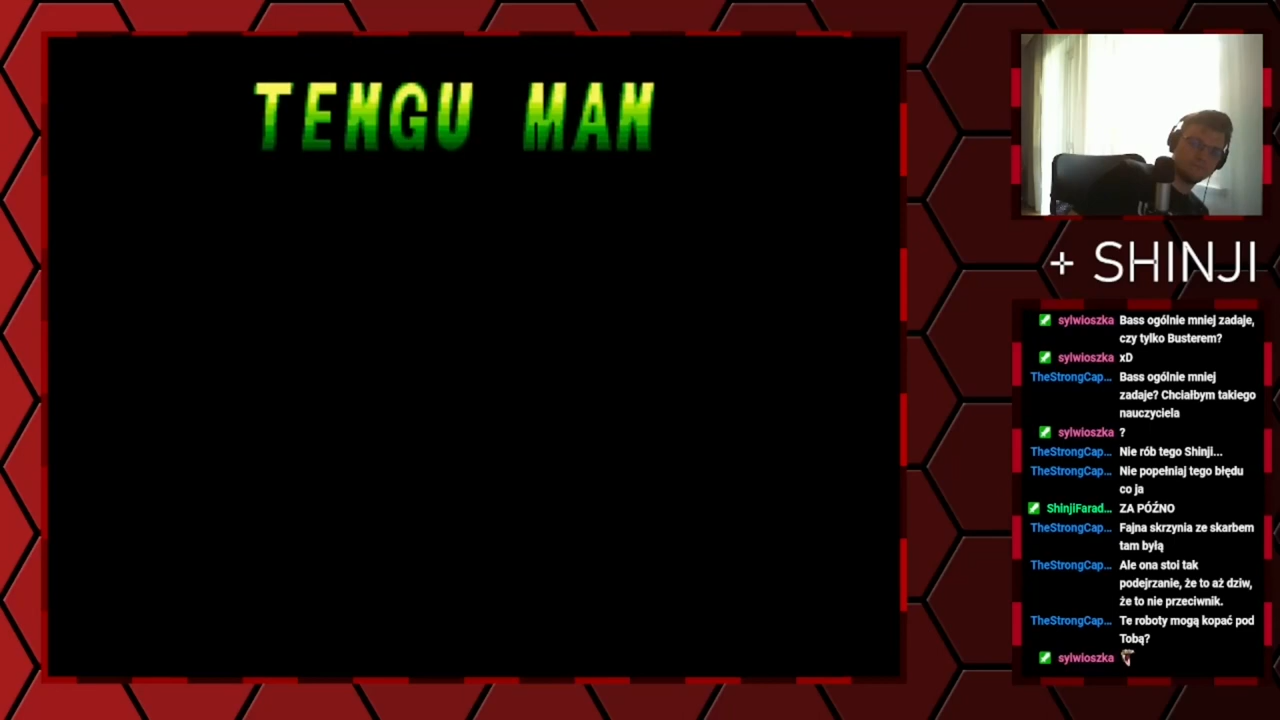 TENGU MAN
+ SHINJI
sylwioszka Bass ogólnie mniej zadaje,
czy tylko Busterem?
sylwioszka xD
TheStrongCap... Bass ogólnie mniej
zadaje? Chciałbym takiego
nauczyciela
sylwioszka ?
TheStrongCap... Nie rób tego Shinji...
TheStrongCap... Nie popełniaj tego błędu
co ja
ShinjiFarad... ZA PÓŹNO
TheStrongCap... Fajna skrzynia ze skarbem
tam byłą
TheStrongCap... Ale ona stoi tak
podejrzanie, że to aż dziw,
że to nie przeciwnik.
TheStrongCap... Te roboty mogą kopać pod
Tobą?
sylwioszka